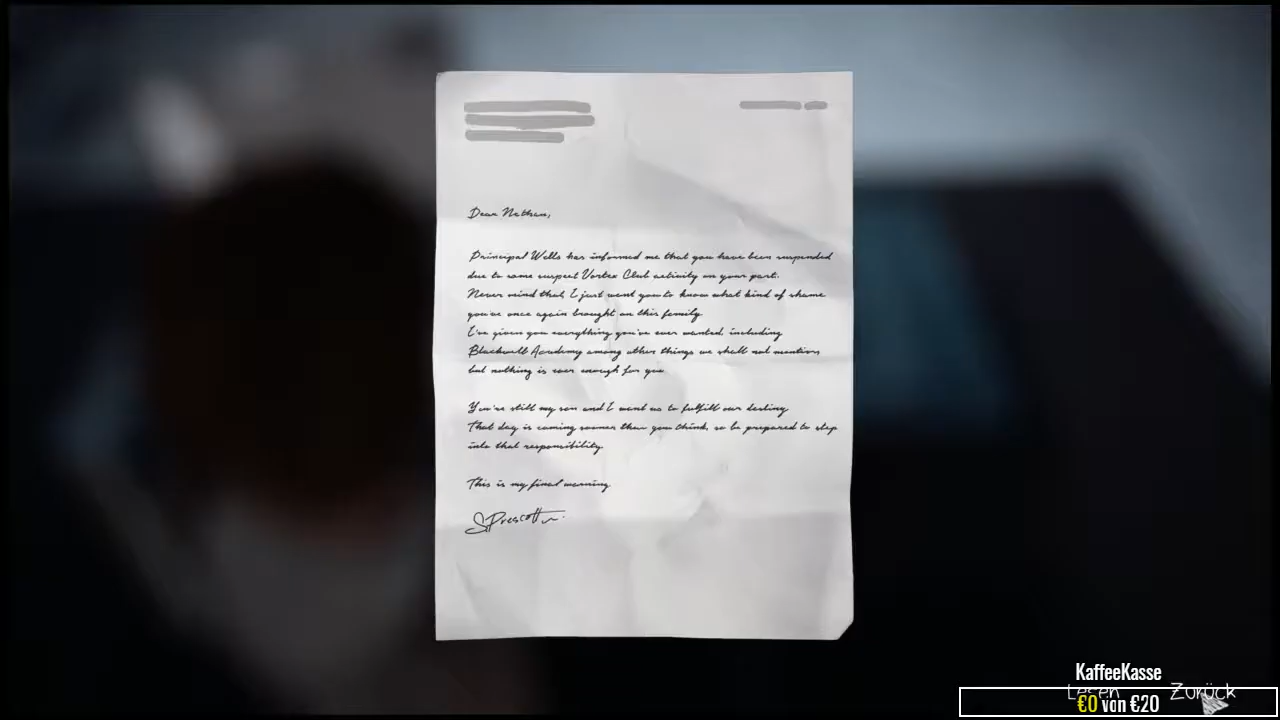 Dear Nathan,
Principal Wells has informed me that you have been suspended
due to some suspect Vortex Club activity on your part.
Never mind that, I just want you to know what kind of shame
you've once again brought on this family.
I've given you everything you've ever wanted, including
Blackwell Academy among other things we shall not mention,
but nothing is ever enough for you.
You're still my son and I want us to fulfill our destiny.
That day is coming sooner than you think, so be prepared to step
into that responsibility.
This is my final warning
SPrescott
KaffeeKasse
Lesen Zurück
€0 von €20